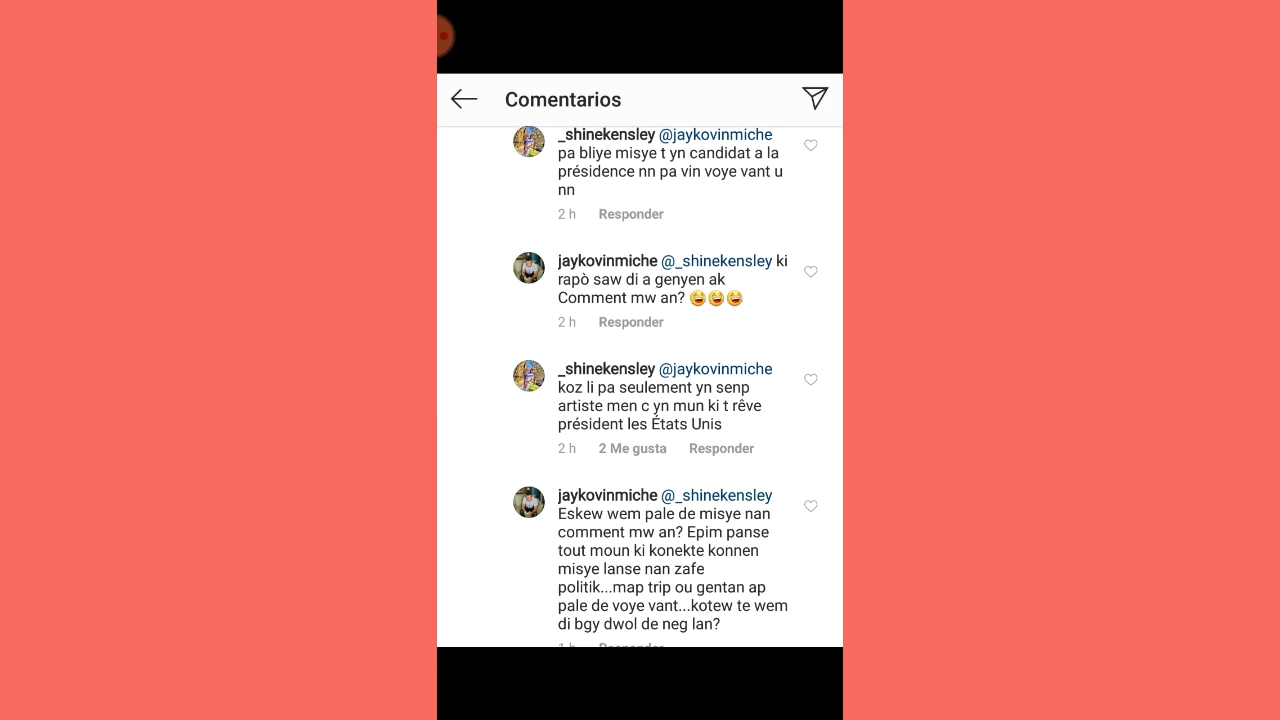 Comentarios
_shinekensley @jaykovinmiche
pa bliye misye t yn candidat a la
présidence nn pa vin voye vant u
nn
2 h Responder
jaykovinmiche @_shinekensley ki
rapò saw di a genyen ak
Comment mw an? 😂😂😂
2 h Responder
_shinekensley @jaykovinmiche
koz li pa seulement yn senp
artiste men c yn mun ki t rêve
président les États Unis
2 h 2 Me gusta Responder
jaykovinmiche @_shinekensley
Eskew wem pale de misye nan
comment mw an? Epim panse
tout moun ki konekte konnen
misye lanse nan zafe
politik...map trip ou gentan ap
pale de voye vant...kotew te wem
di bgy dwol de neg lan?